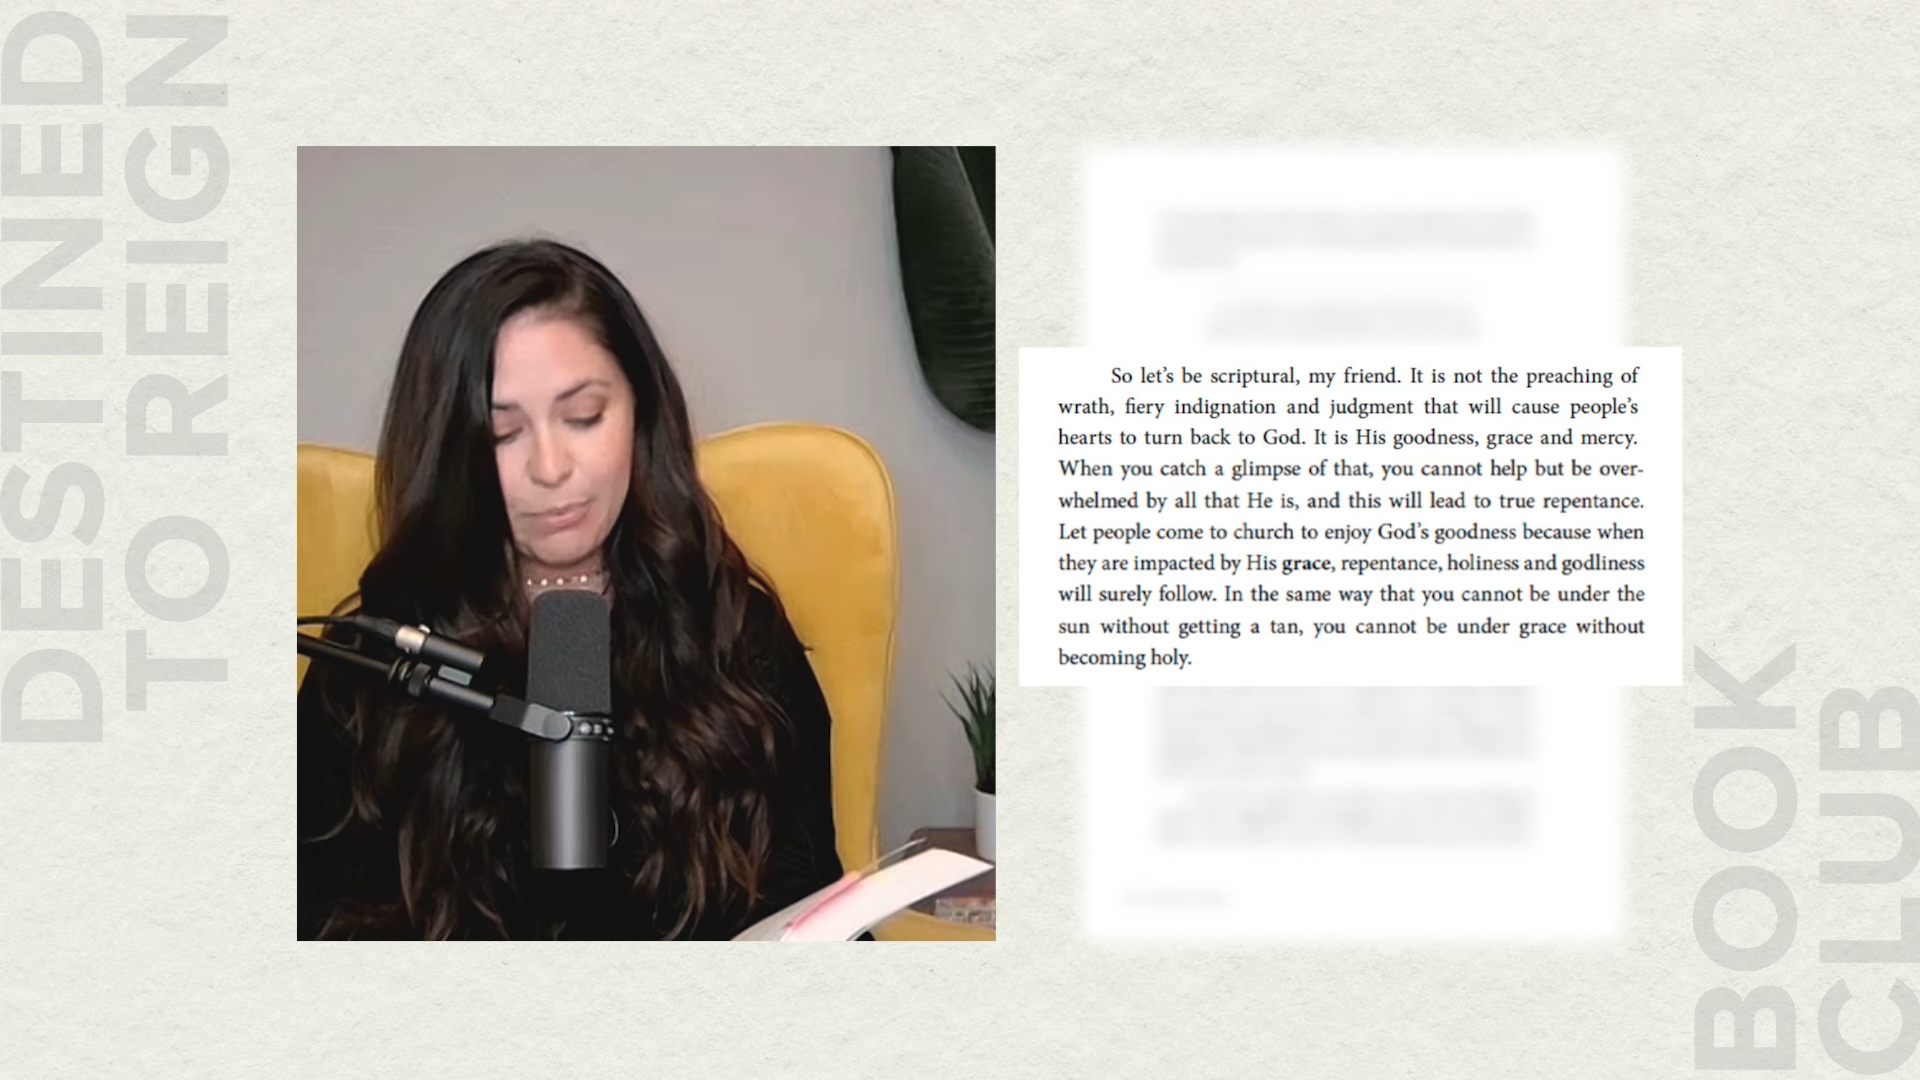 DESTINED
TO REIGN
So let's be scriptural, my friend. It is not the preaching of
wrath, fiery indignation and judgment that will cause people's
hearts to turn back to God. It is His goodness, grace and mercy.
When you catch a glimpse of that, you cannot help but be over-
whelmed by all that He is, and this will lead to true repentance.
Let people come to church to enjoy God's goodness because when
they are impacted by His grace, repentance, holiness and godliness
will surely follow. In the same way that you cannot be under the
sun without getting a tan, you cannot be under grace without
becoming holy.
BOOK
CLUB